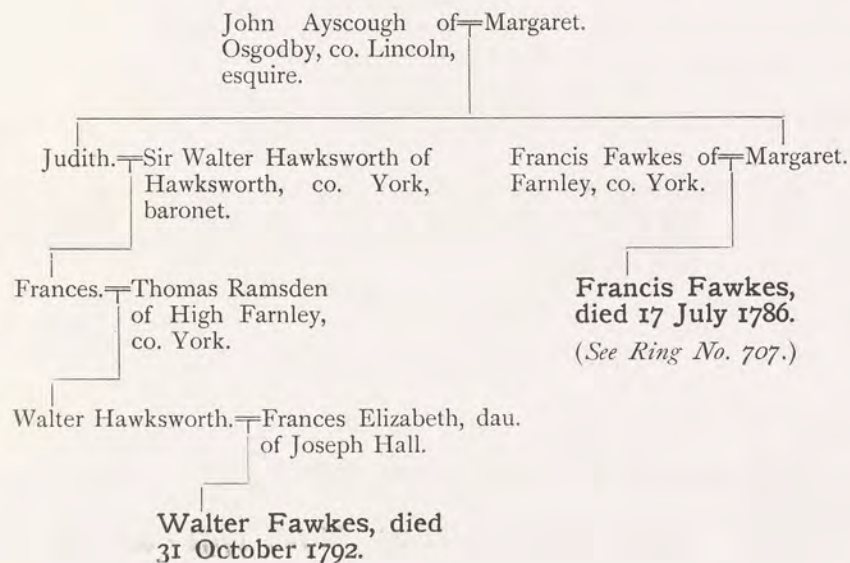 John Ayscough of Margaret.
Osgodby, co. Lincoln,
esquire.
Judith. Sir Walter Hawksworth of
Hawksworth, co. York,
baronet.
Francis Fawkes of Margaret.
Farnley, co. York.
Frances. Thomas Ramsden
of High Farnley,
co. York.
Francis Fawkes,
died 17 July 1786.
(See Ring No. 707.)
Walter Hawksworth. Frances Elizabeth, dau.
of Joseph Hall.
Walter Fawkes, died
31 October 1792.